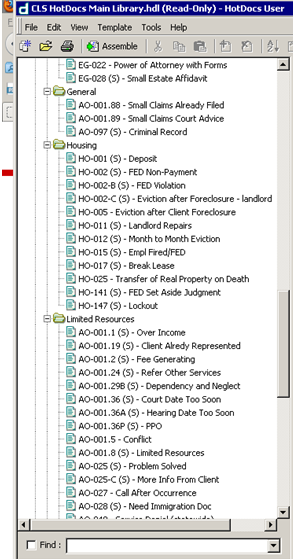 CLS HotDocs Main Library.hdl (Read-Only) - HotDocs User
File Edit View Template Tools Help
Assemble
EG-022 - Power of Attorney with Forms
EG-028 (S) - Small Estate Affidavit
General
AO-001.88 - Small Claims Already Filed
AO-001.89 - Small Claims Court Advice
AO-097 (S) - Criminal Record
Housing
HO-001 (S) - Deposit
HO-002 (S) - FED Non-Payment
HO-002-B (S) - FED Violation
HO-002-C (S) - Eviction after Foreclosure - landlord
HO-005 - Eviction after Client Foreclosure
HO-011 (S) - Landlord Repairs
HO-012 (S) - Month to Month Eviction
HO-015 (S) - Empl Fired/FED
HO-017 (S) - Break Lease
HO-025 - Transfer of Real Property on Death
HO-141 (S) - FED Set Aside Judgment
HO-147 (S) - Lockout
Limited Resources
AO-001.1 (S) - Over Income
AO-001.19 (S) - Client Alredy Represented
AO-001.2 (S) - Fee Generating
AO-001.24 (S) - Refer Other Services
AO-001.29B (S) - Dependency and Neglect
AO-001.36 (S) - Court Date Too Soon
AO-001.36A (S) - Hearing Date Too Soon
AO-001.36P (S) - PPO
AO-001.5 - Conflict
AO-001.8 (S) - Limited Resources
AO-025 (S) - Problem Solved
AO-025-C (S) - More Info From Client
AO-027 - Call After Occurrence
AO-028 (S) - Need Immigration Doc
Find :